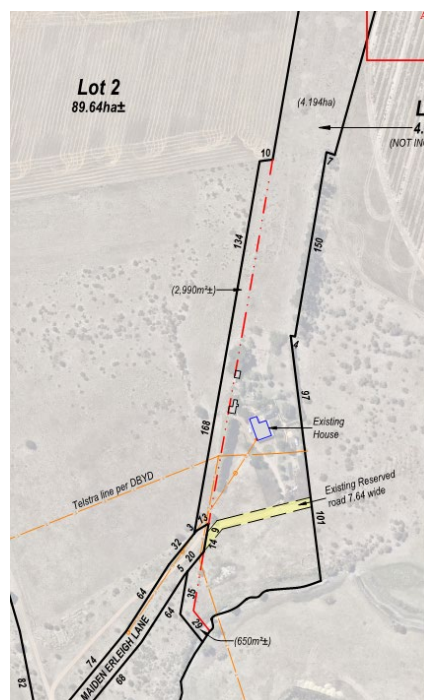 Lot 2
89.64ha±
(4.194ha)
L
4.
(NOT IN
10
7
134
150
(2,990m²±)
4
168
97
Existing
House
Telstra line per DBYD
Existing Reserved
road 7.64 wide
3
13
9
14
101
32
20
5
64
35
64
29
(650m²±)
74
MAIDEN ERLEIGH LANE
68
82